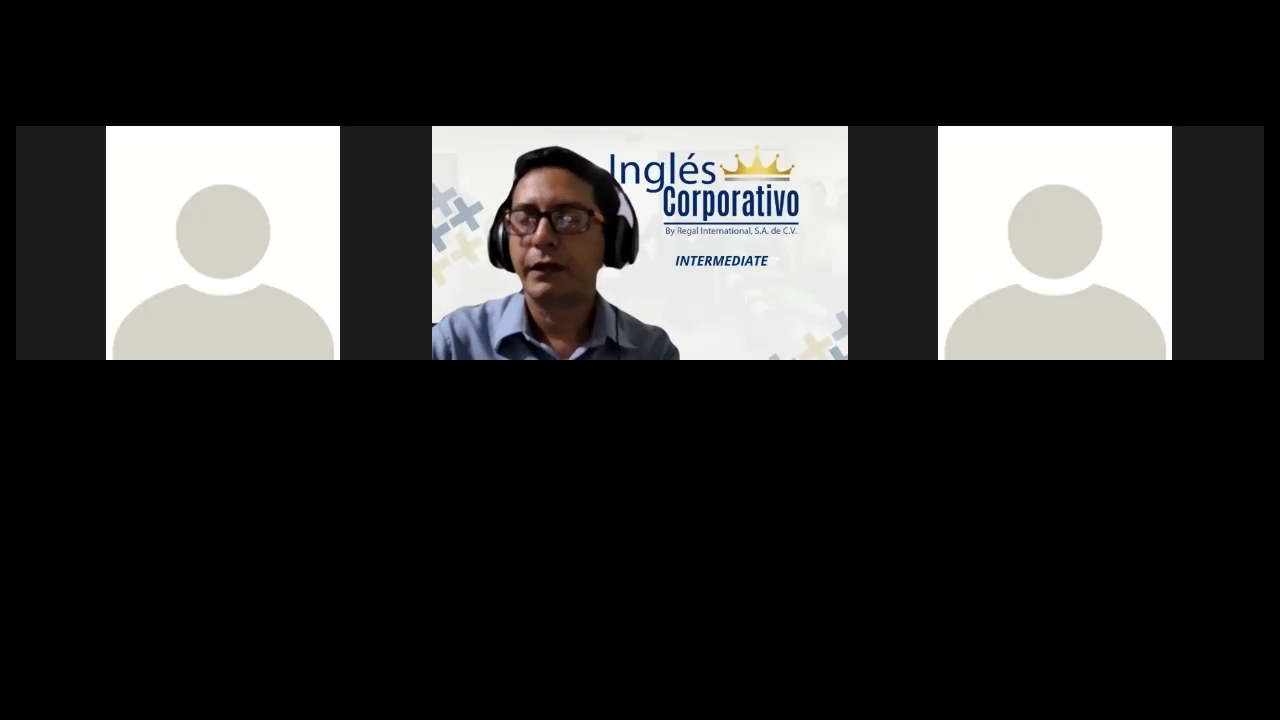 Inglés
Corporativo
By Regal International, S.A. de C.V.
INTERMEDIATE